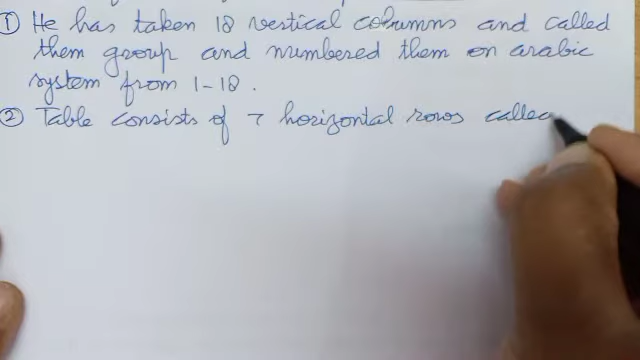 ① He has taken 18 vertical columns and called
them group and numbered them on arabic
system from 1-18.
② Table consists of 7 horizontal rows called